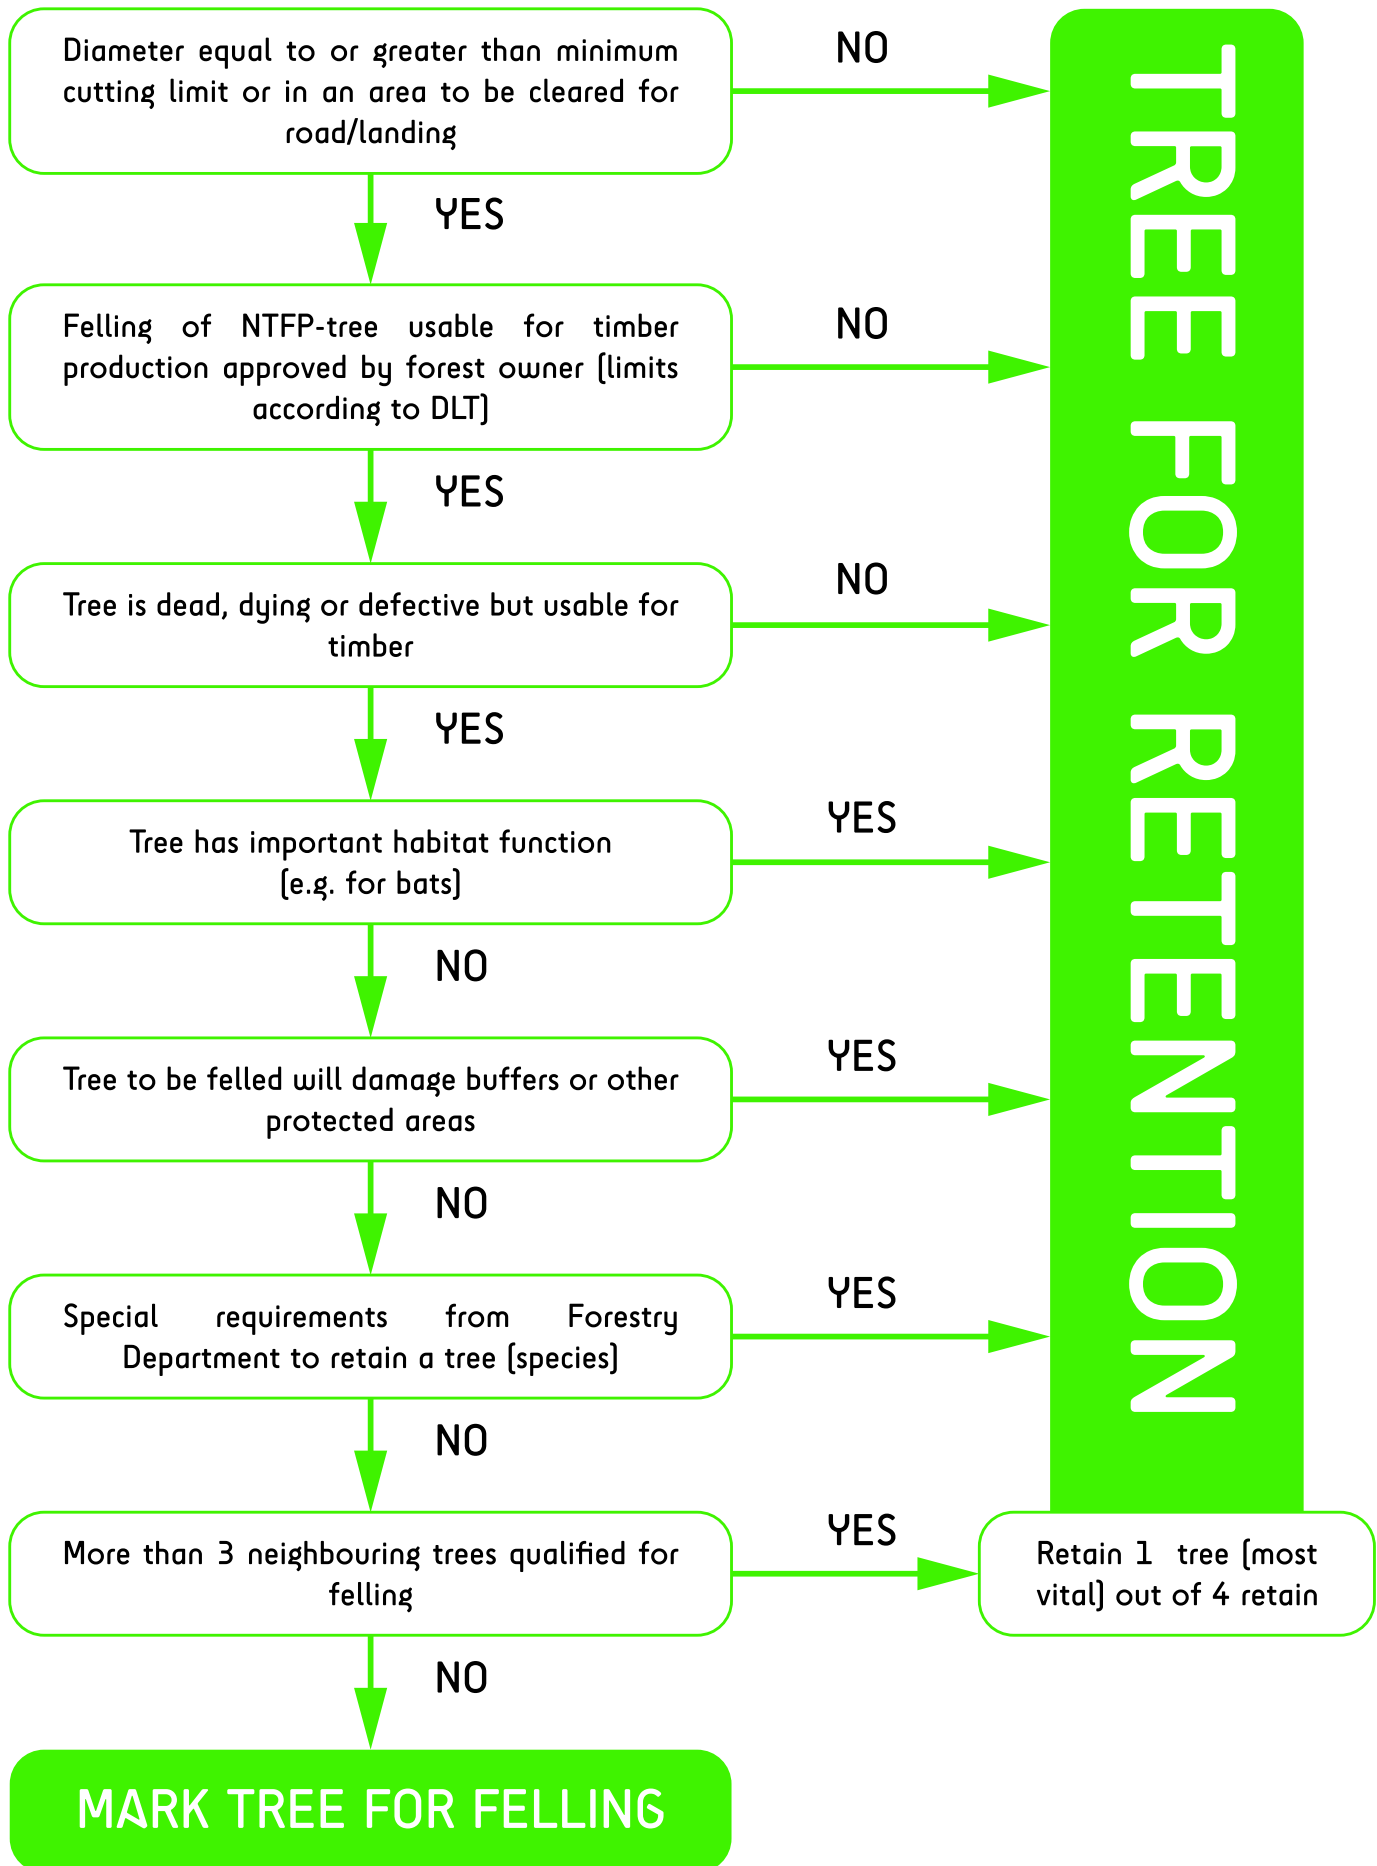 Diameter equal to or greater than minimum
cutting limit or in an area to be cleared for
road/landing
NO
YES
Felling of NTFP-tree usable for timber
production approved by forest owner (limits
according to DLT)
NO
YES
Tree is dead, dying or defective but usable for
timber
NO
YES
Tree has important habitat function
(e.g. for bats)
YES
NO
Tree to be felled will damage buffers or other
protected areas
YES
NO
Special requirements from Forestry
Department to retain a tree (species)
YES
NO
More than 3 neighbouring trees qualified for
felling
YES
NO
MARK TREE FOR FELLING
TREE FOR RETENTION
Retain 1 tree (most
vital) out of 4 retain